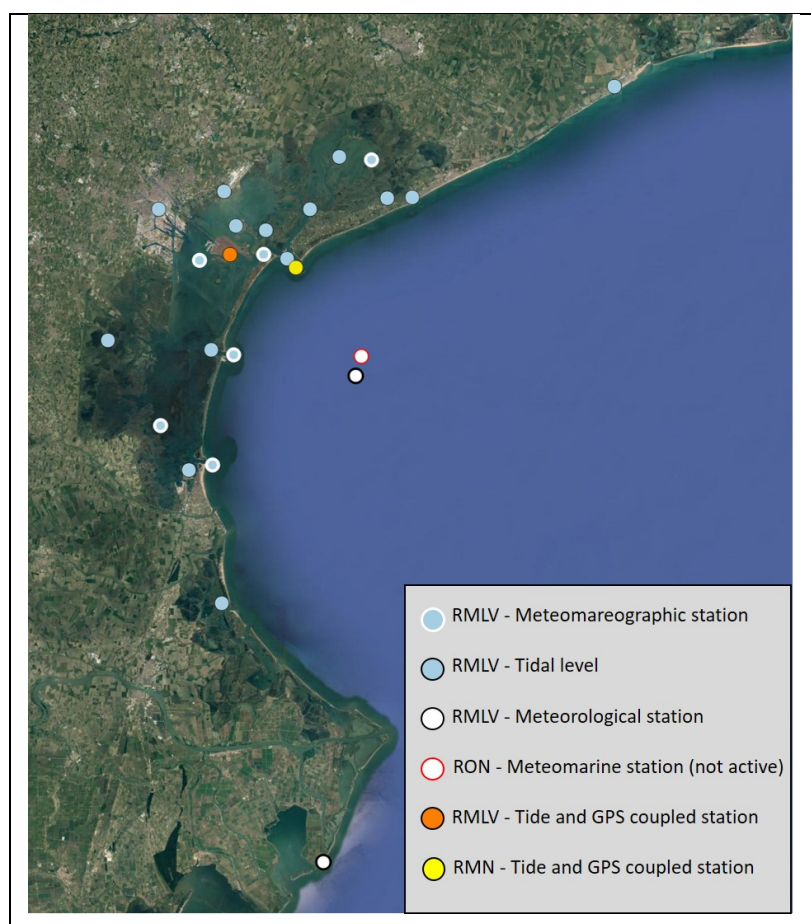 RMLV - Meteomareographic station
RMLV - Tidal level
RMLV - Meteorological station
RON - Meteomarine station (not active)
RMLV - Tide and GPS coupled station
RMN - Tide and GPS coupled station